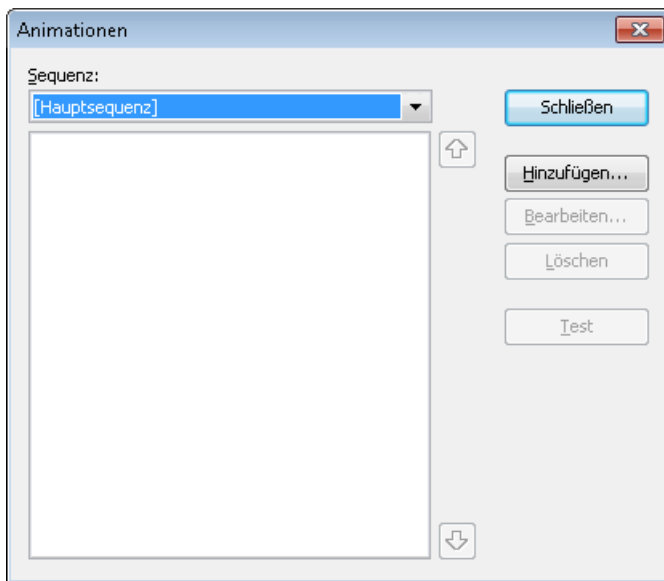 Animationen
Sequenz:
[Hauptsequenz]
Schließen
Hinzufügen...
Bearbeiten...
Löschen
Test